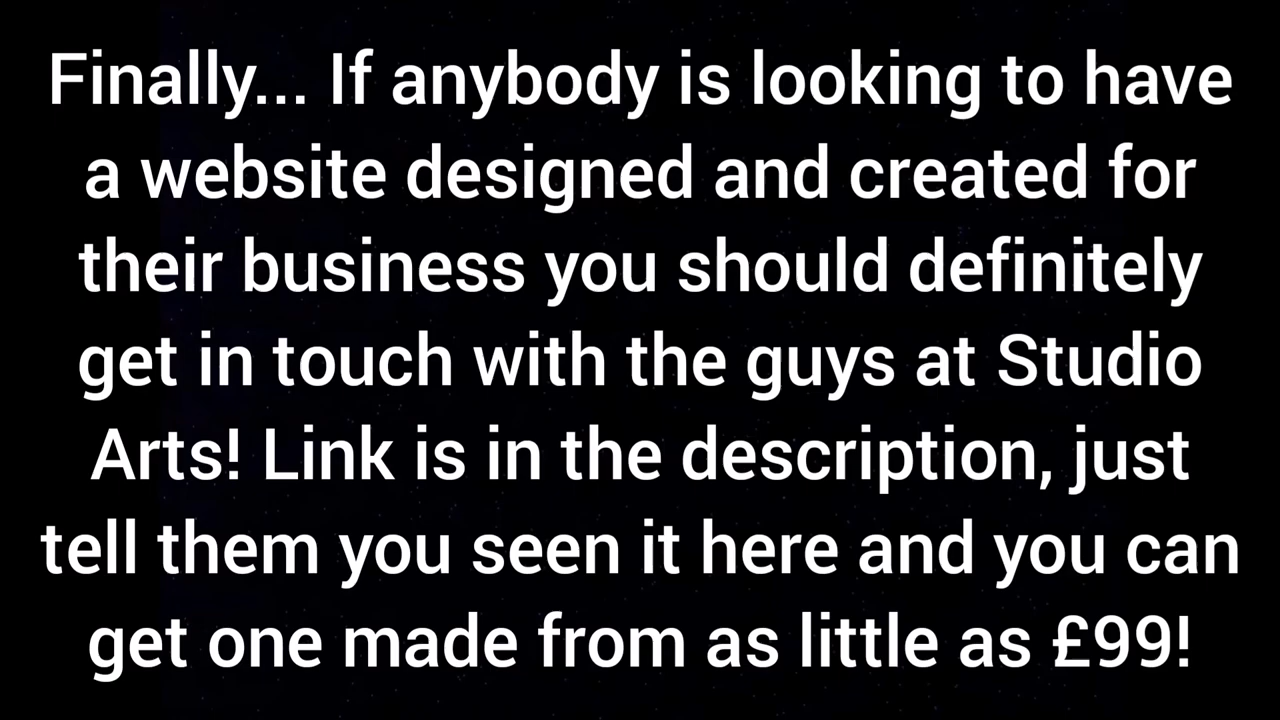 Finally... If anybody is looking to have
a website designed and created for
their business you should definitely
get in touch with the guys at Studio
Arts! Link is in the description, just
tell them you seen it here and you can
get one made from as little as £99!